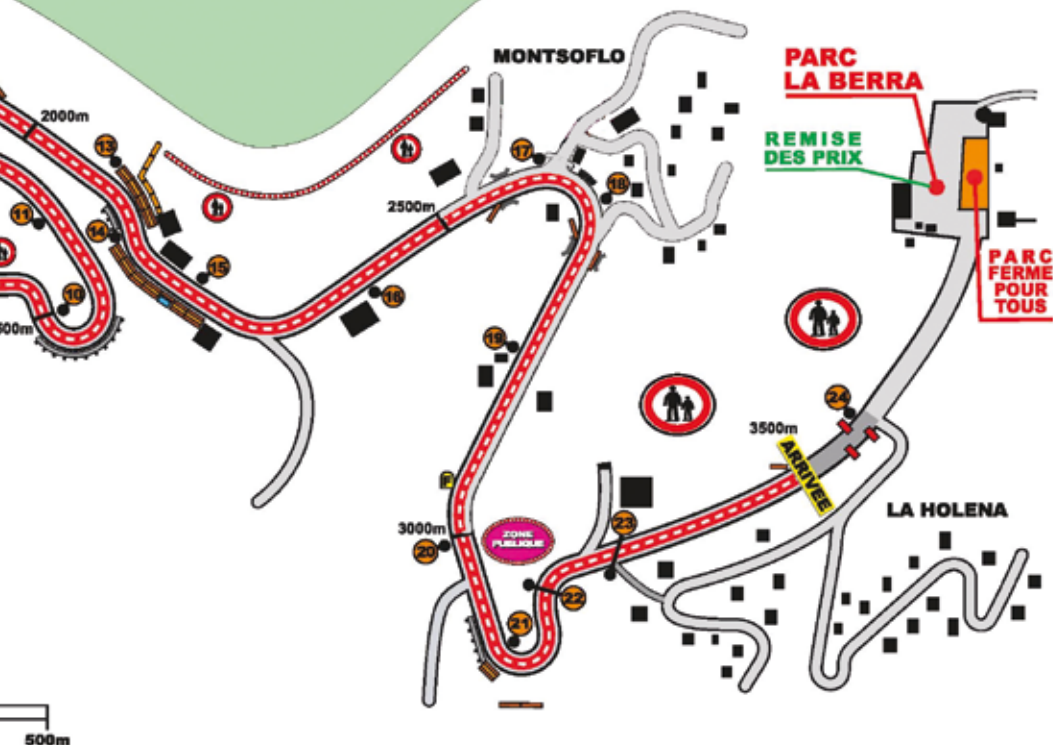 MONTSOFLO
PARC
LA BERRA
2000m
REMISE
DES PRIX
13
17
18
2500m
11
14
15
PARC
FERME
POUR
TOUS
10
16
500m
19
24
3500m
ARRIVEE
F
LA HOLENA
3000m
20
ZONE
PUBLIQUE
23
22
21
500m